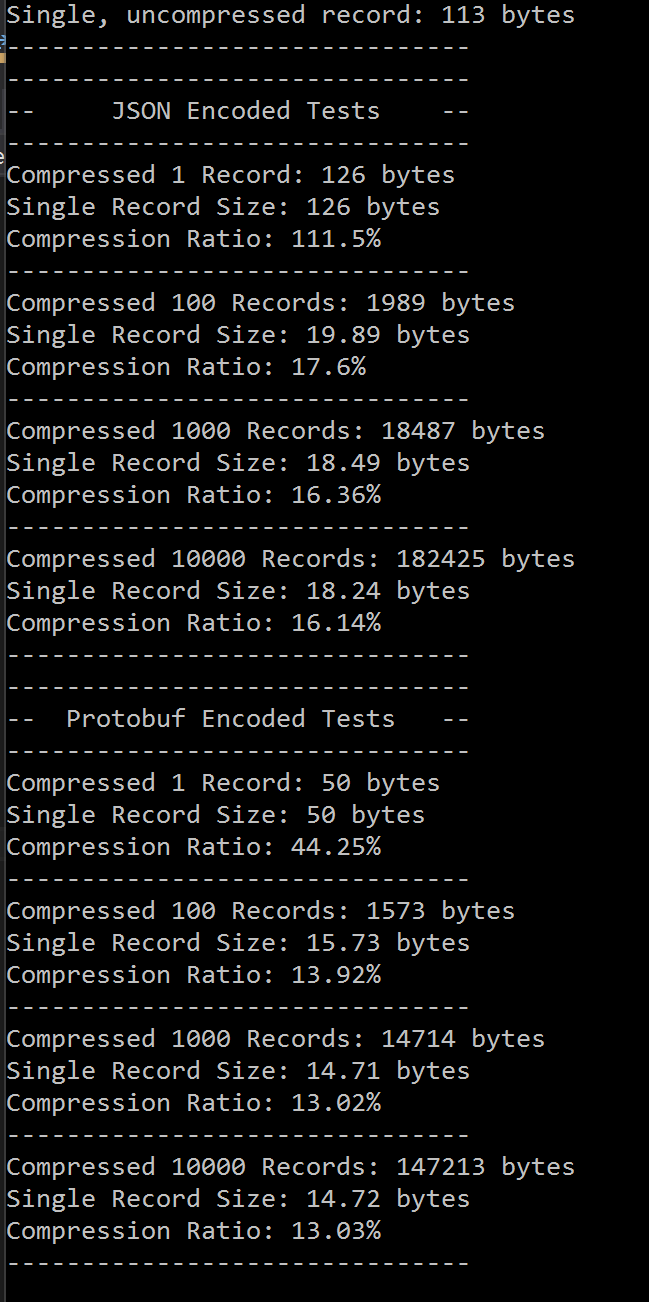 Single, uncompressed record: 113 bytes
-------------------------------
-------------------------------
--     JSON Encoded Tests    --
-------------------------------
Compressed 1 Record: 126 bytes
Single Record Size: 126 bytes
Compression Ratio: 111.5%
-------------------------------
Compressed 100 Records: 1989 bytes
Single Record Size: 19.89 bytes
Compression Ratio: 17.6%
-------------------------------
Compressed 1000 Records: 18487 bytes
Single Record Size: 18.49 bytes
Compression Ratio: 16.36%
-------------------------------
Compressed 10000 Records: 182425 bytes
Single Record Size: 18.24 bytes
Compression Ratio: 16.14%
-------------------------------
-------------------------------
--  Protobuf Encoded Tests   --
-------------------------------
Compressed 1 Record: 50 bytes
Single Record Size: 50 bytes
Compression Ratio: 44.25%
-------------------------------
Compressed 100 Records: 1573 bytes
Single Record Size: 15.73 bytes
Compression Ratio: 13.92%
-------------------------------
Compressed 1000 Records: 14714 bytes
Single Record Size: 14.71 bytes
Compression Ratio: 13.02%
-------------------------------
Compressed 10000 Records: 147213 bytes
Single Record Size: 14.72 bytes
Compression Ratio: 13.03%
-------------------------------